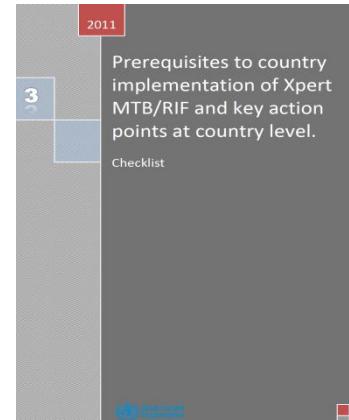 2011
3
Prerequisites to country
implementation of Xpert
MTB/RIF and key action
points at country level.
Checklist